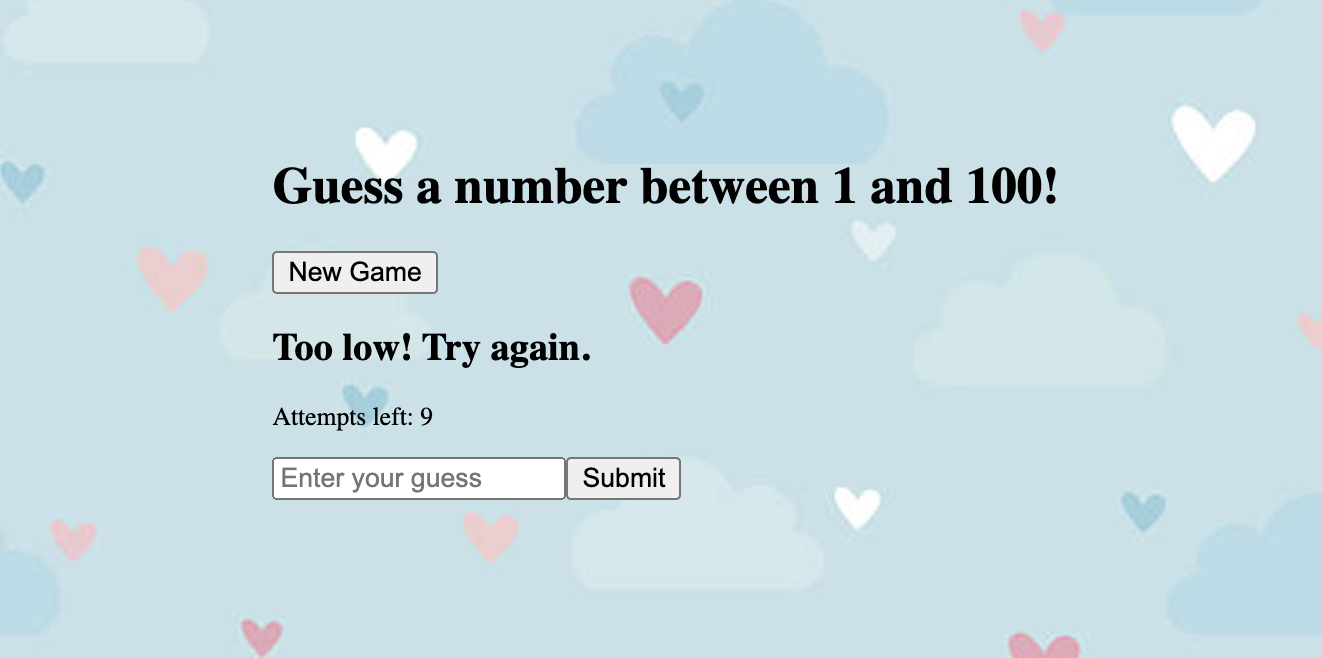 Guess a number between 1 and 100!
New Game
Too low! Try again.
Attempts left: 9
Enter your guess Submit